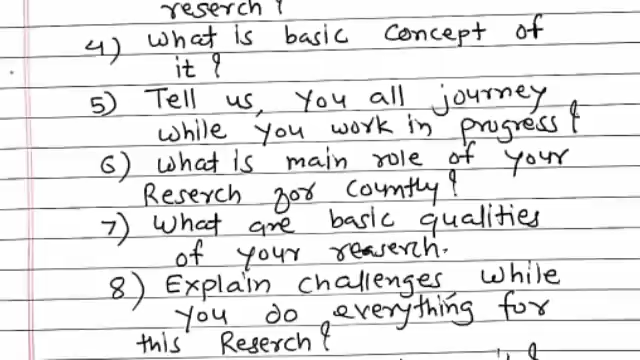 reserch?
4) What is basic concept of
it?
5) Tell us, you all journey
while you work in progress?
6) What is main role of your
Reserch for country?
7) What are basic qualities
of your reaserch.
8) Explain challenges while
you do everything for
this Reserch?